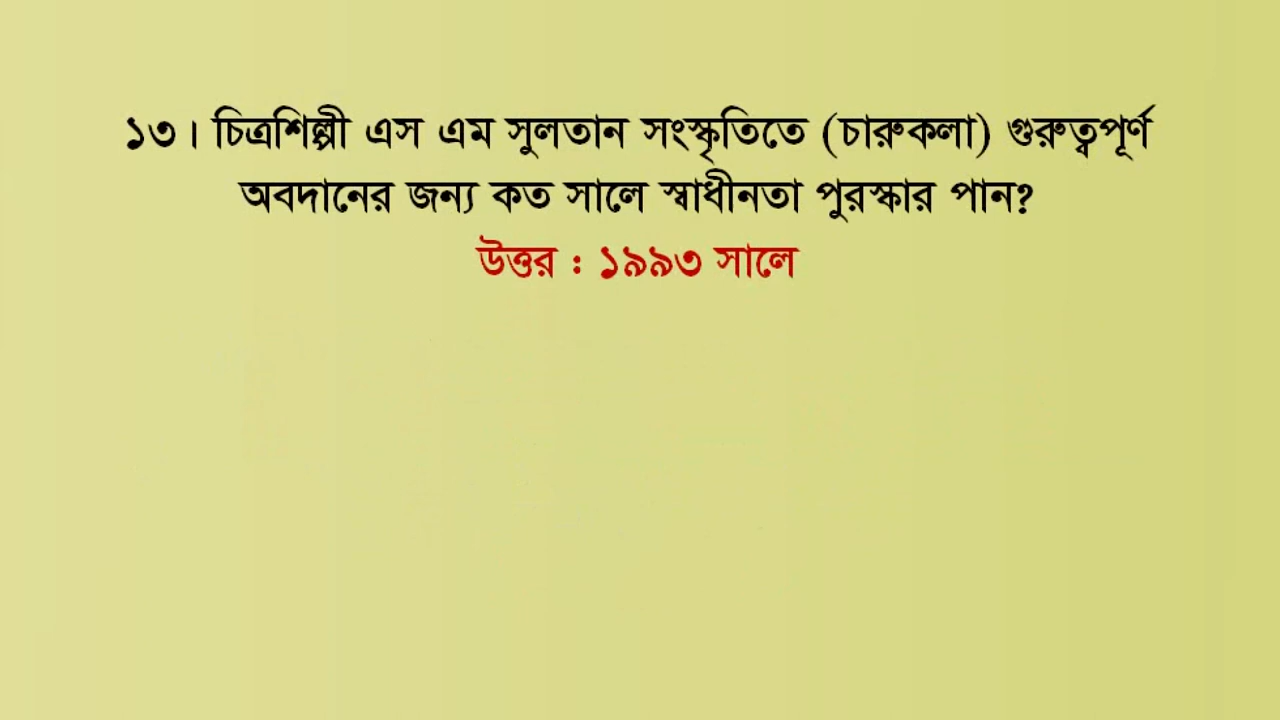 ১৩। চিত্রশিল্পী এস এম সুলতান সংস্কৃতিতে (চারুকলা) গুরুত্বপূর্ণ
অবদানের জন্য কত সালে স্বাধীনতা পুরস্কার পান?
উত্তর : ১৯৯৩ সালে